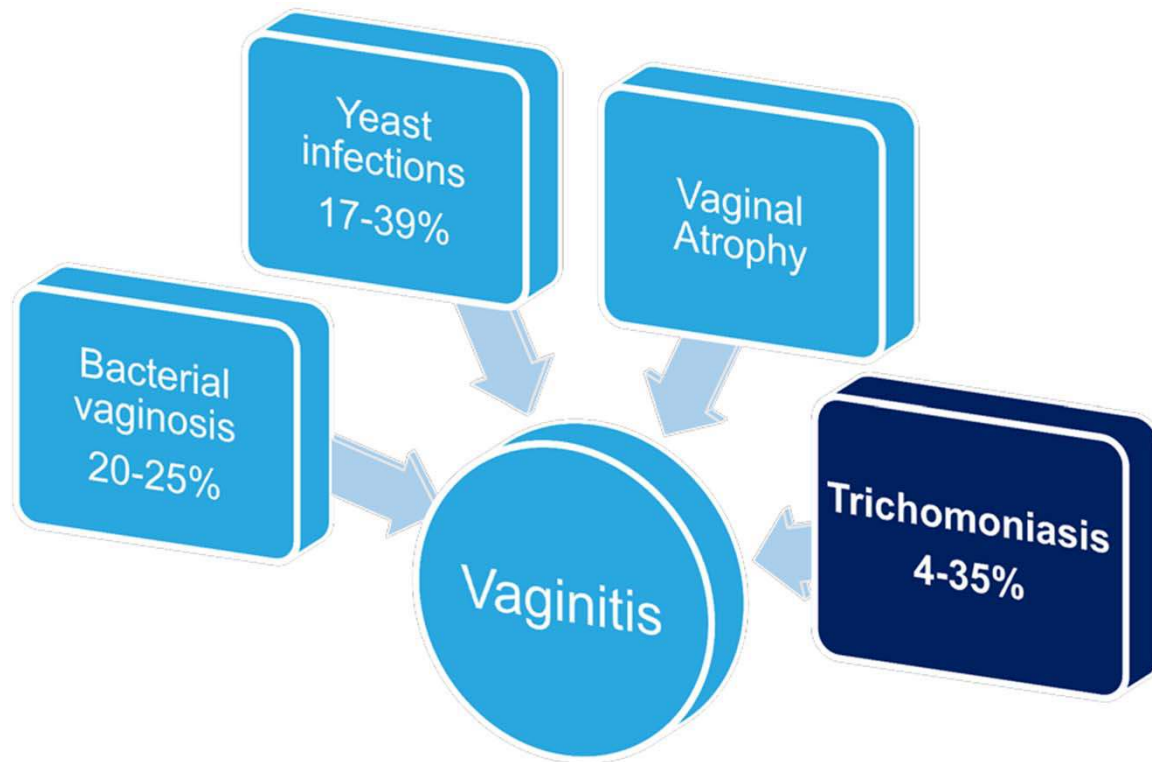 Yeast
infections
17-39%
Vaginal
Atrophy
Bacterial
vaginosis
20-25%
Trichomoniasis
4-35%
Vaginitis